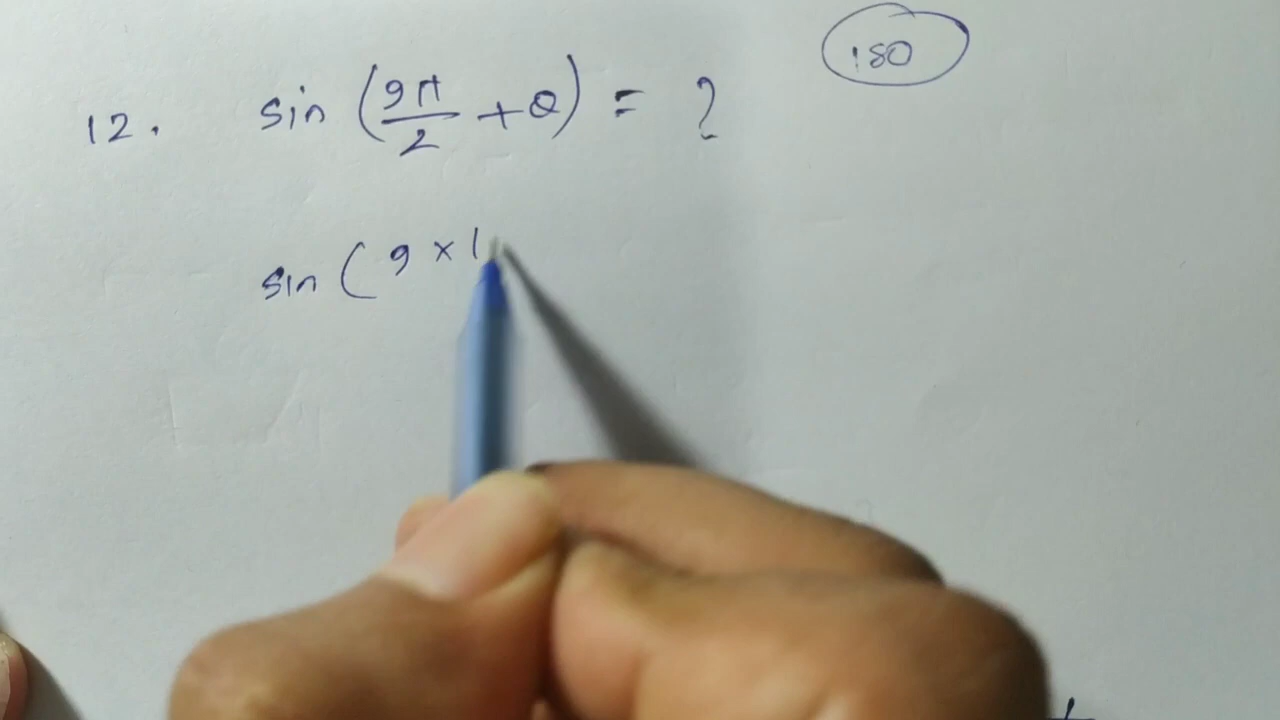 180
12. sin (9π/2 + θ) = ?
sin ( 9 × 1